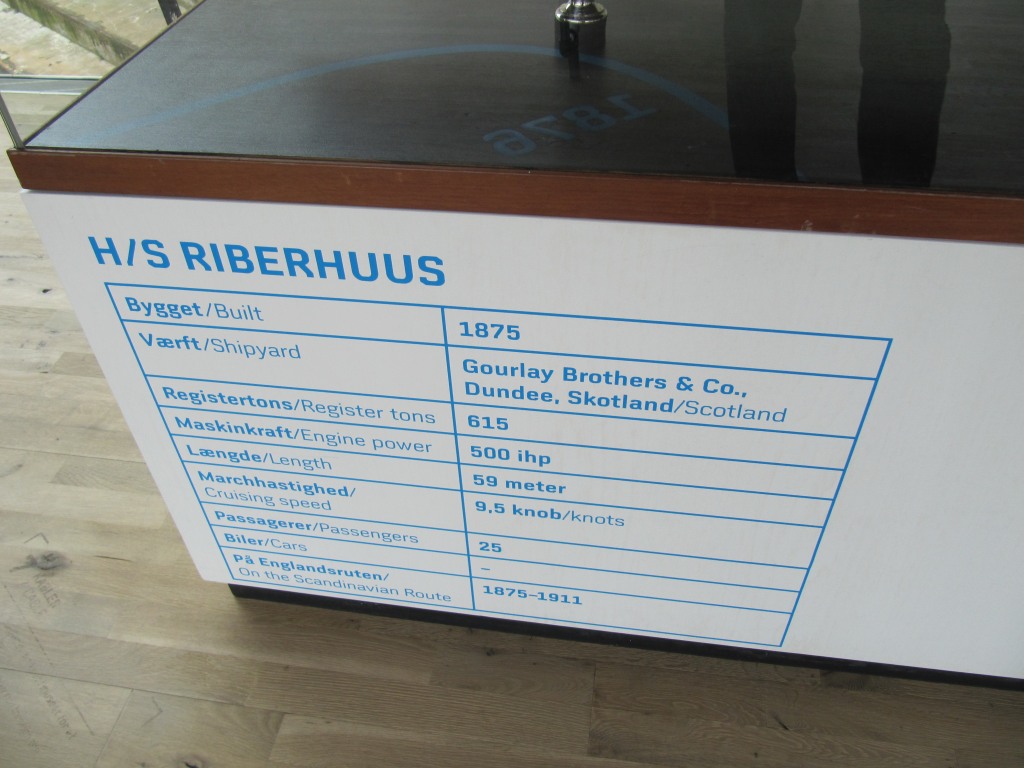 1876
H/S RIBERHUUS
Bygget/Built
1875
Værft/Shipyard
Gourlay Brothers & Co.,
Dundee, Skotland/Scotland
Registertons/Register tons
615
Maskinkraft/Engine power
500 ihp
Længde/Length
59 meter
Marchhastighed/
Cruising speed
9,5 knob/knots
Passagerer/Passengers
25
Biler/Cars
–
På Englandsruten/
On the Scandinavian Route
1875–1911